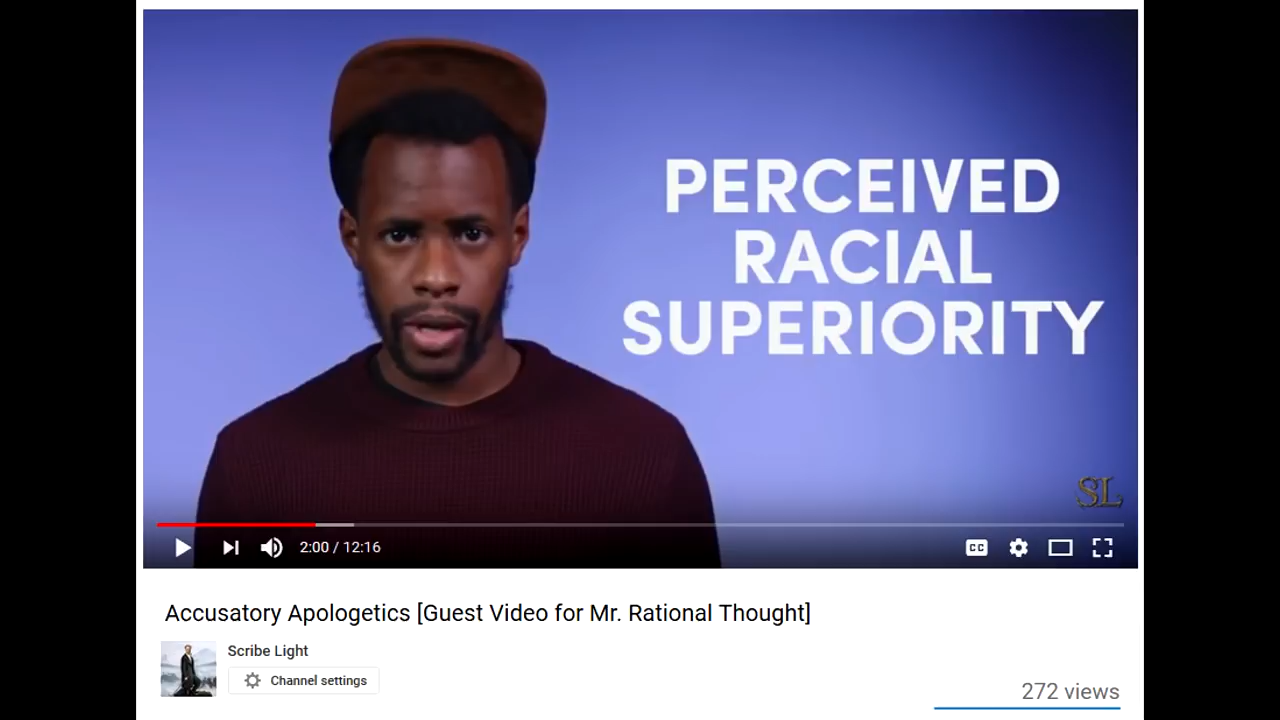 PERCEIVED
RACIAL
SUPERIORITY
SL
2:00 / 12:16
CC
Accusatory Apologetics [Guest Video for Mr. Rational Thought]
Scribe Light
Channel settings
272 views